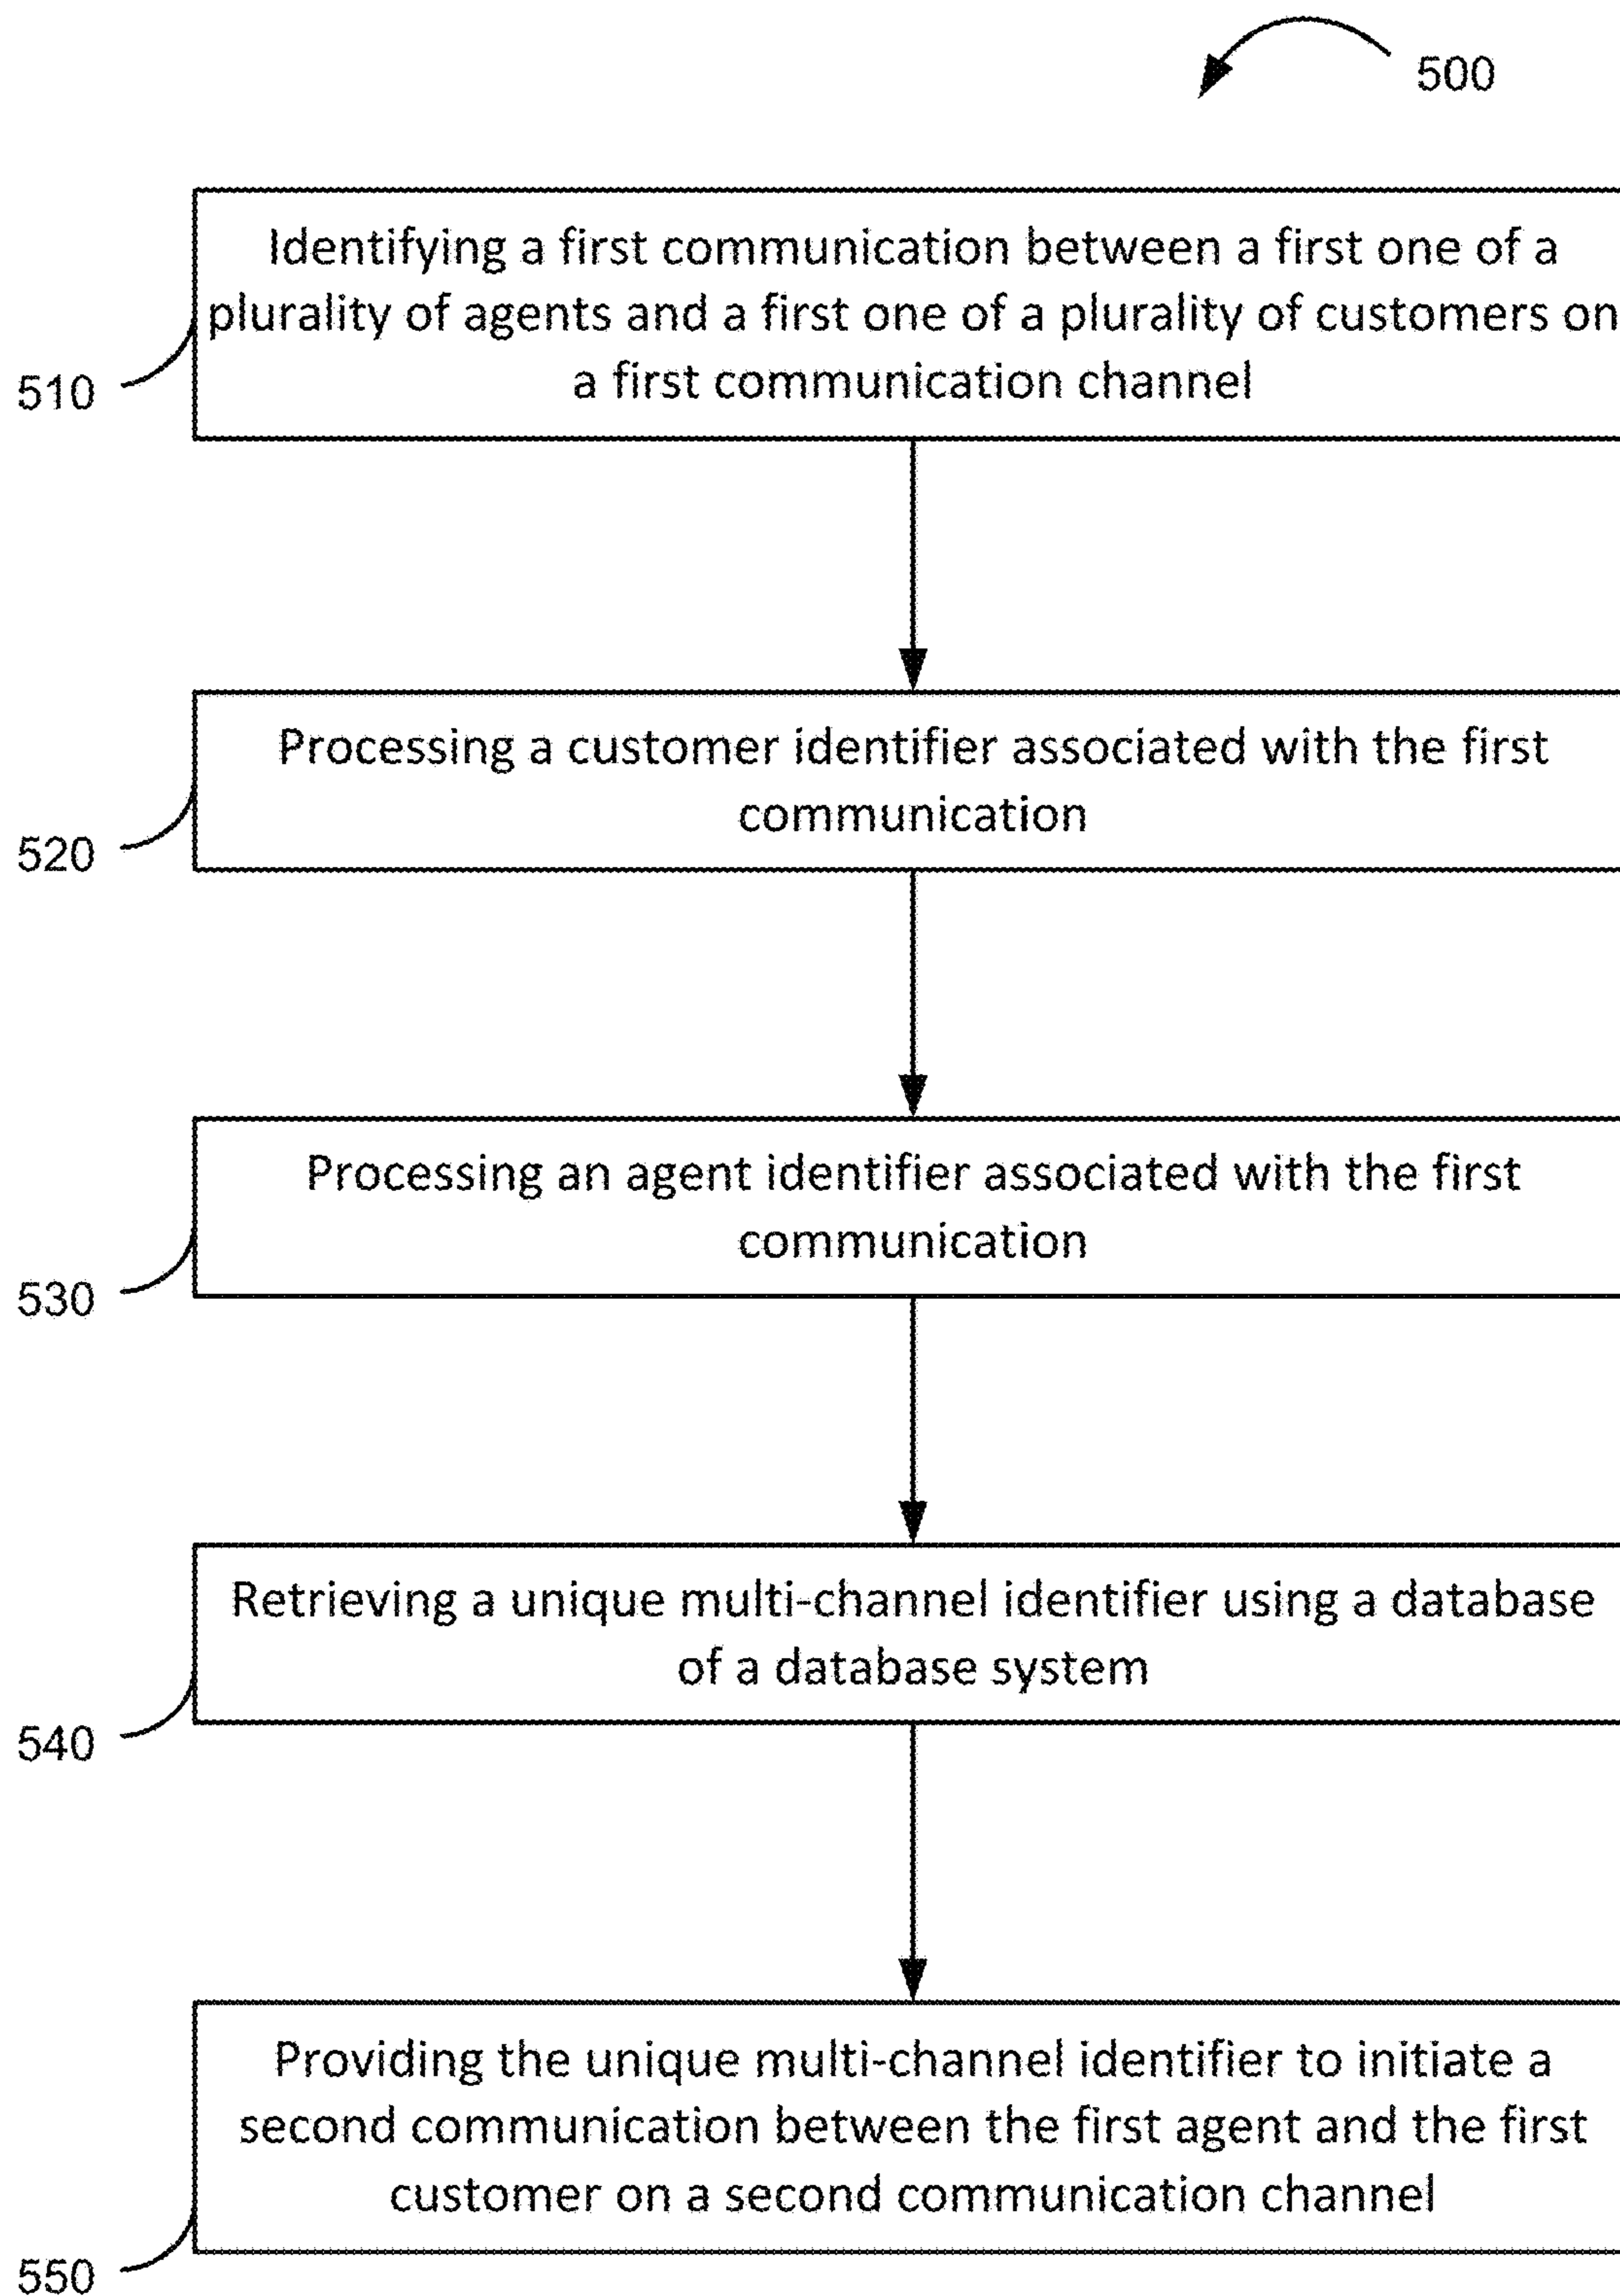 500
Identifying a first communication between a first one of a
plurality of agents and a first one of a plurality of customers on
a first communication channel
510
Processing a customer identifier associated with the first
communication
520
Processing an agent identifier associated with the first
communication
530
Retrieving a unique multi-channel identifier using a database
of a database system
540
Providing the unique multi-channel identifier to initiate a
second communication between the first agent and the first
customer on a second communication channel
550